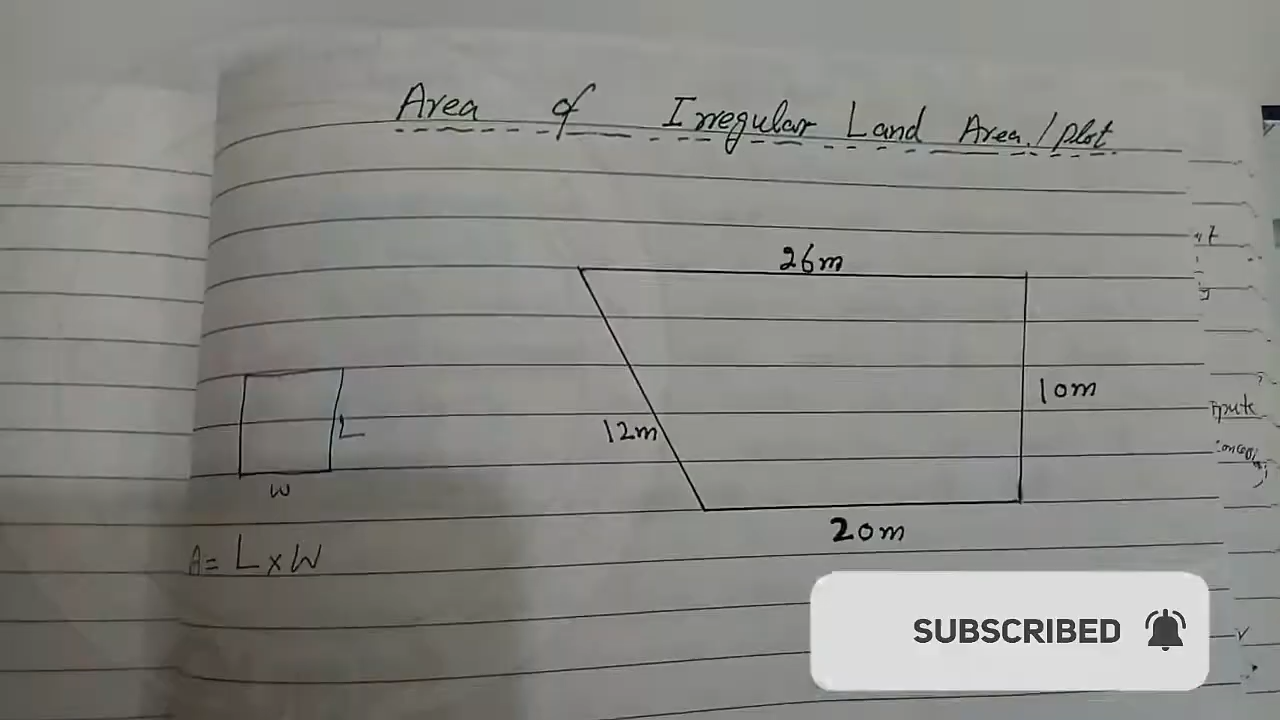 Area of Irregular Land Area./plot
26m
10m
12m
20m
L
W
A= L x W
SUBSCRIBED